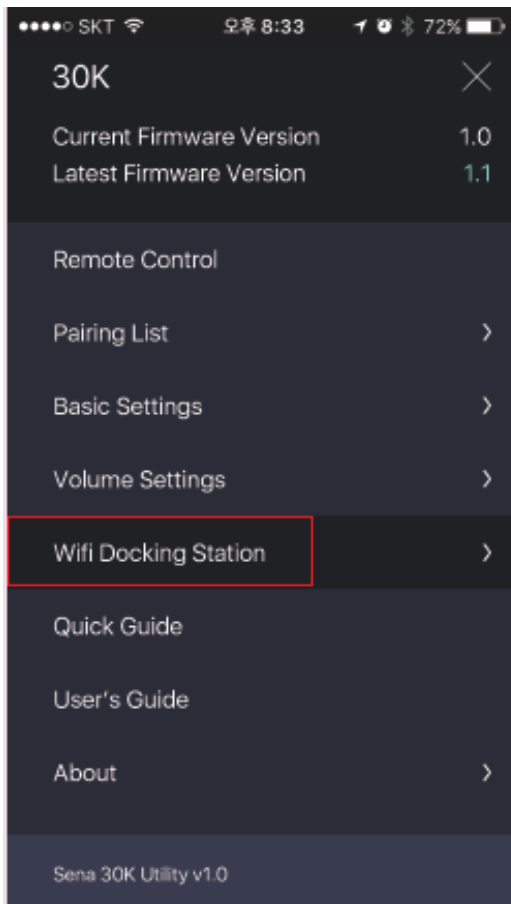 SKT 오후 8:33 72%
30K
Current Firmware Version 1.0
Latest Firmware Version 1.1
Remote Control
Pairing List
Basic Settings
Volume Settings
Wifi Docking Station
Quick Guide
User's Guide
About
Sena 30K Utility v1.0